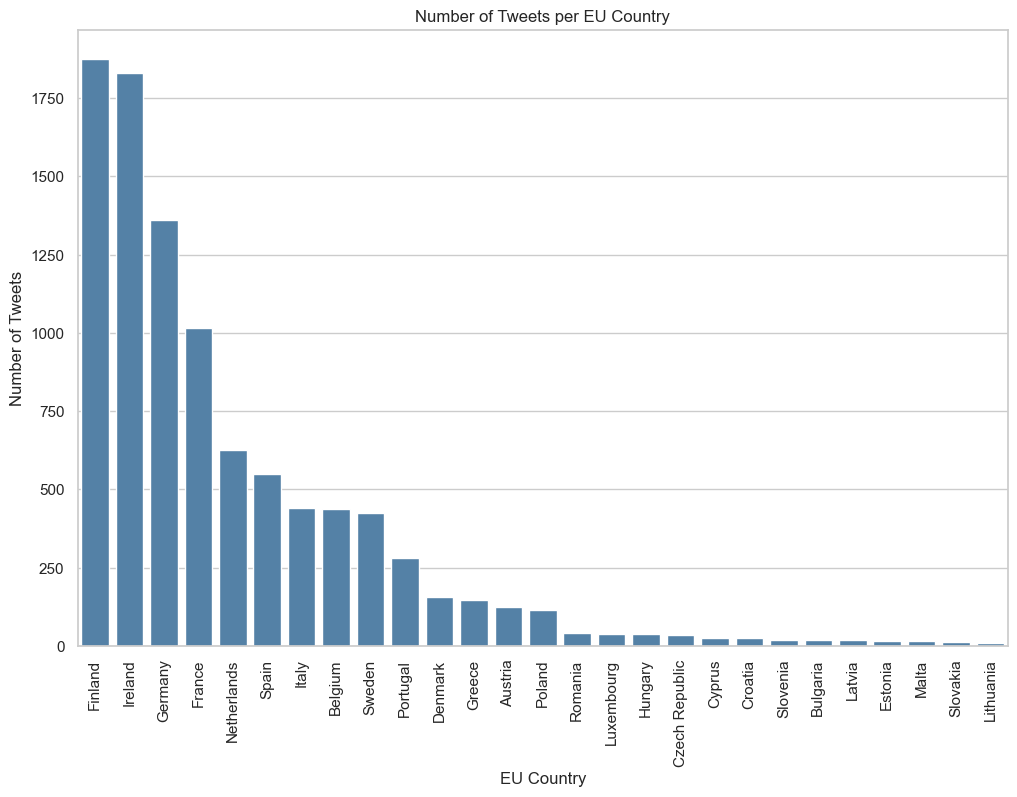 Number of Tweets per EU Country
Number of Tweets
1750
1500
1250
1000
750
500
250
0
Finland
Ireland
Germany
France
Netherlands
Spain
Italy
Belgium
Sweden
Portugal
Denmark
Greece
Austria
Poland
Romania
Luxembourg
Hungary
Czech Republic
Cyprus
Croatia
Slovenia
Bulgaria
Latvia
Estonia
Malta
Slovakia
Lithuania
EU Country